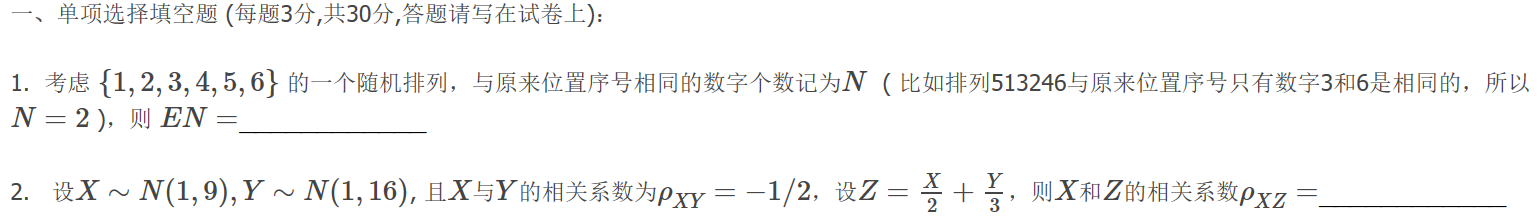 一、单项选择填空题 (每题3分,共30分,答题请写在试卷上)：
1. 考虑 {1, 2, 3, 4, 5, 6} 的一个随机排列，与原来位置序号相同的数字个数记为N（ 比如排列513246与原来位置序号只有数字3和6是相同的，所以
N = 2 )，则 EN =_______________
2. 设X ∼ N(1, 9), Y ∼ N(1, 16), 且X与Y的相关系数为ρ_{XY} = −1/2，设Z = \frac{X}{2} + \frac{Y}{3}，则X和Z的相关系数ρ_{XZ} =_______________